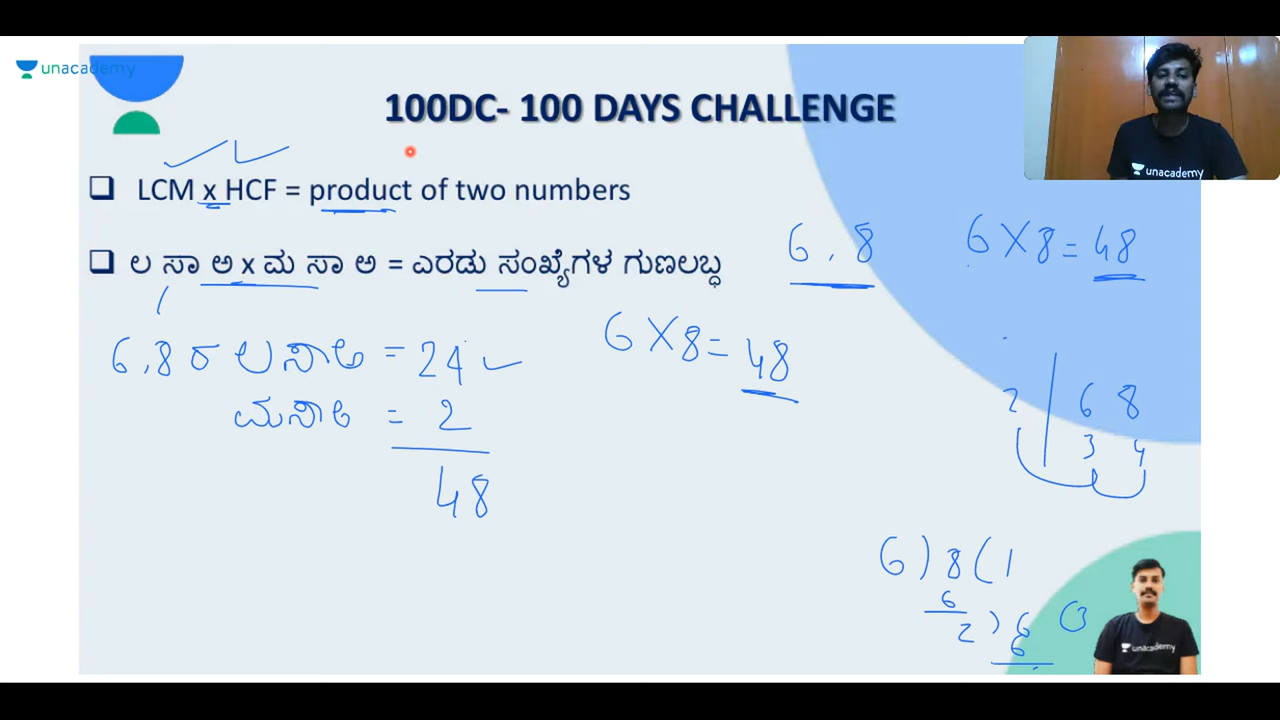 unacademy
100DC- 100 DAYS CHALLENGE
unacademy
LCM x HCF = product of two numbers
6, 8
6 X 8 = 48
ಲ ಸಾ ಅ x ಮ ಸಾ ಅ = ಎರಡು ಸಂಖ್ಯೆಗಳ ಗುಣಲಬ್ಧ
6,8 ರ ಲಸಾಅ = 24
6 X 8 = 48
ಮಸಾಅ = 2
48
2 | 6 8
3 4
6 ) 8 ( 1
6
2 ) 6 ( 3
6
unacademy